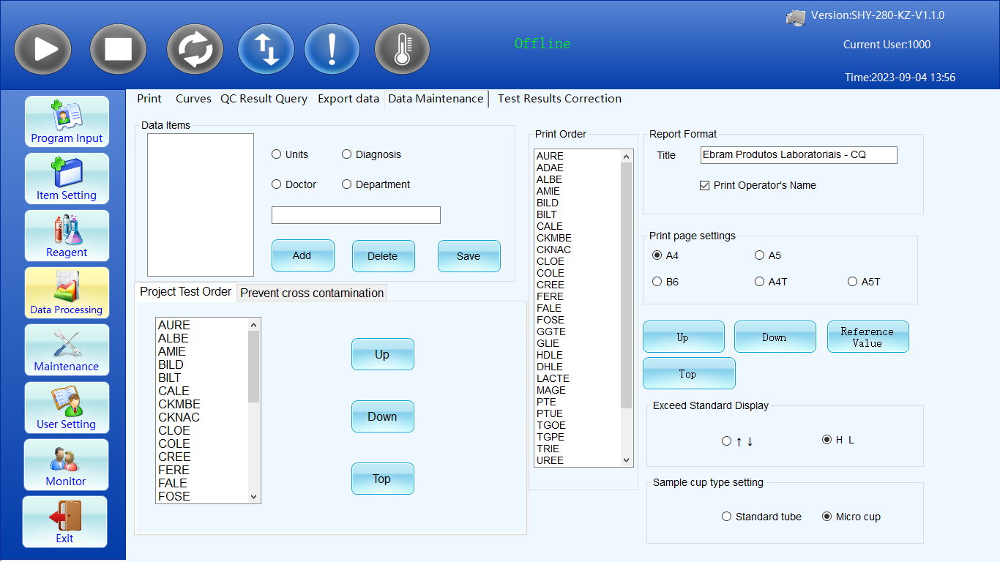 Version:SHY-280-KZ-V1.1.0
Offline
Current User:1000
Time:2023-09-04 13:56
Program Input
Item Setting
Reagent
Data Processing
Maintenance
User Setting
Monitor
Exit
Print Curves QC Result Query Export data Data Maintenance Test Results Correction
Data Items
Units Diagnosis
Doctor Department
Add Delete Save
Project Test Order Prevent cross contamination
AURE
ALBE
AMIE
BILD
BILT
CALE
CKMBE
CKNAC
CLOE
COLE
CREE
FERE
FALE
FOSE
Up
Down
Top
Print Order
AURE
ADAE
ALBE
AMIE
BILD
BILT
CALE
CKMBE
CKNAC
CLOE
COLE
CREE
FERE
FALE
FOSE
GGTE
GLIE
HDLE
DHLE
LACTE
MAGE
PTE
PTUE
TGOE
TGPE
TRIE
UREE
Report Format
Title Ebram Produtos Laboratoriais - CQ
Print Operator's Name
Print page settings
A4 A5
B6 A4T A5T
Up Down Reference
Value
Top
Exceed Standard Display
↑ ↓ H L
Sample cup type setting
Standard tube Micro cup